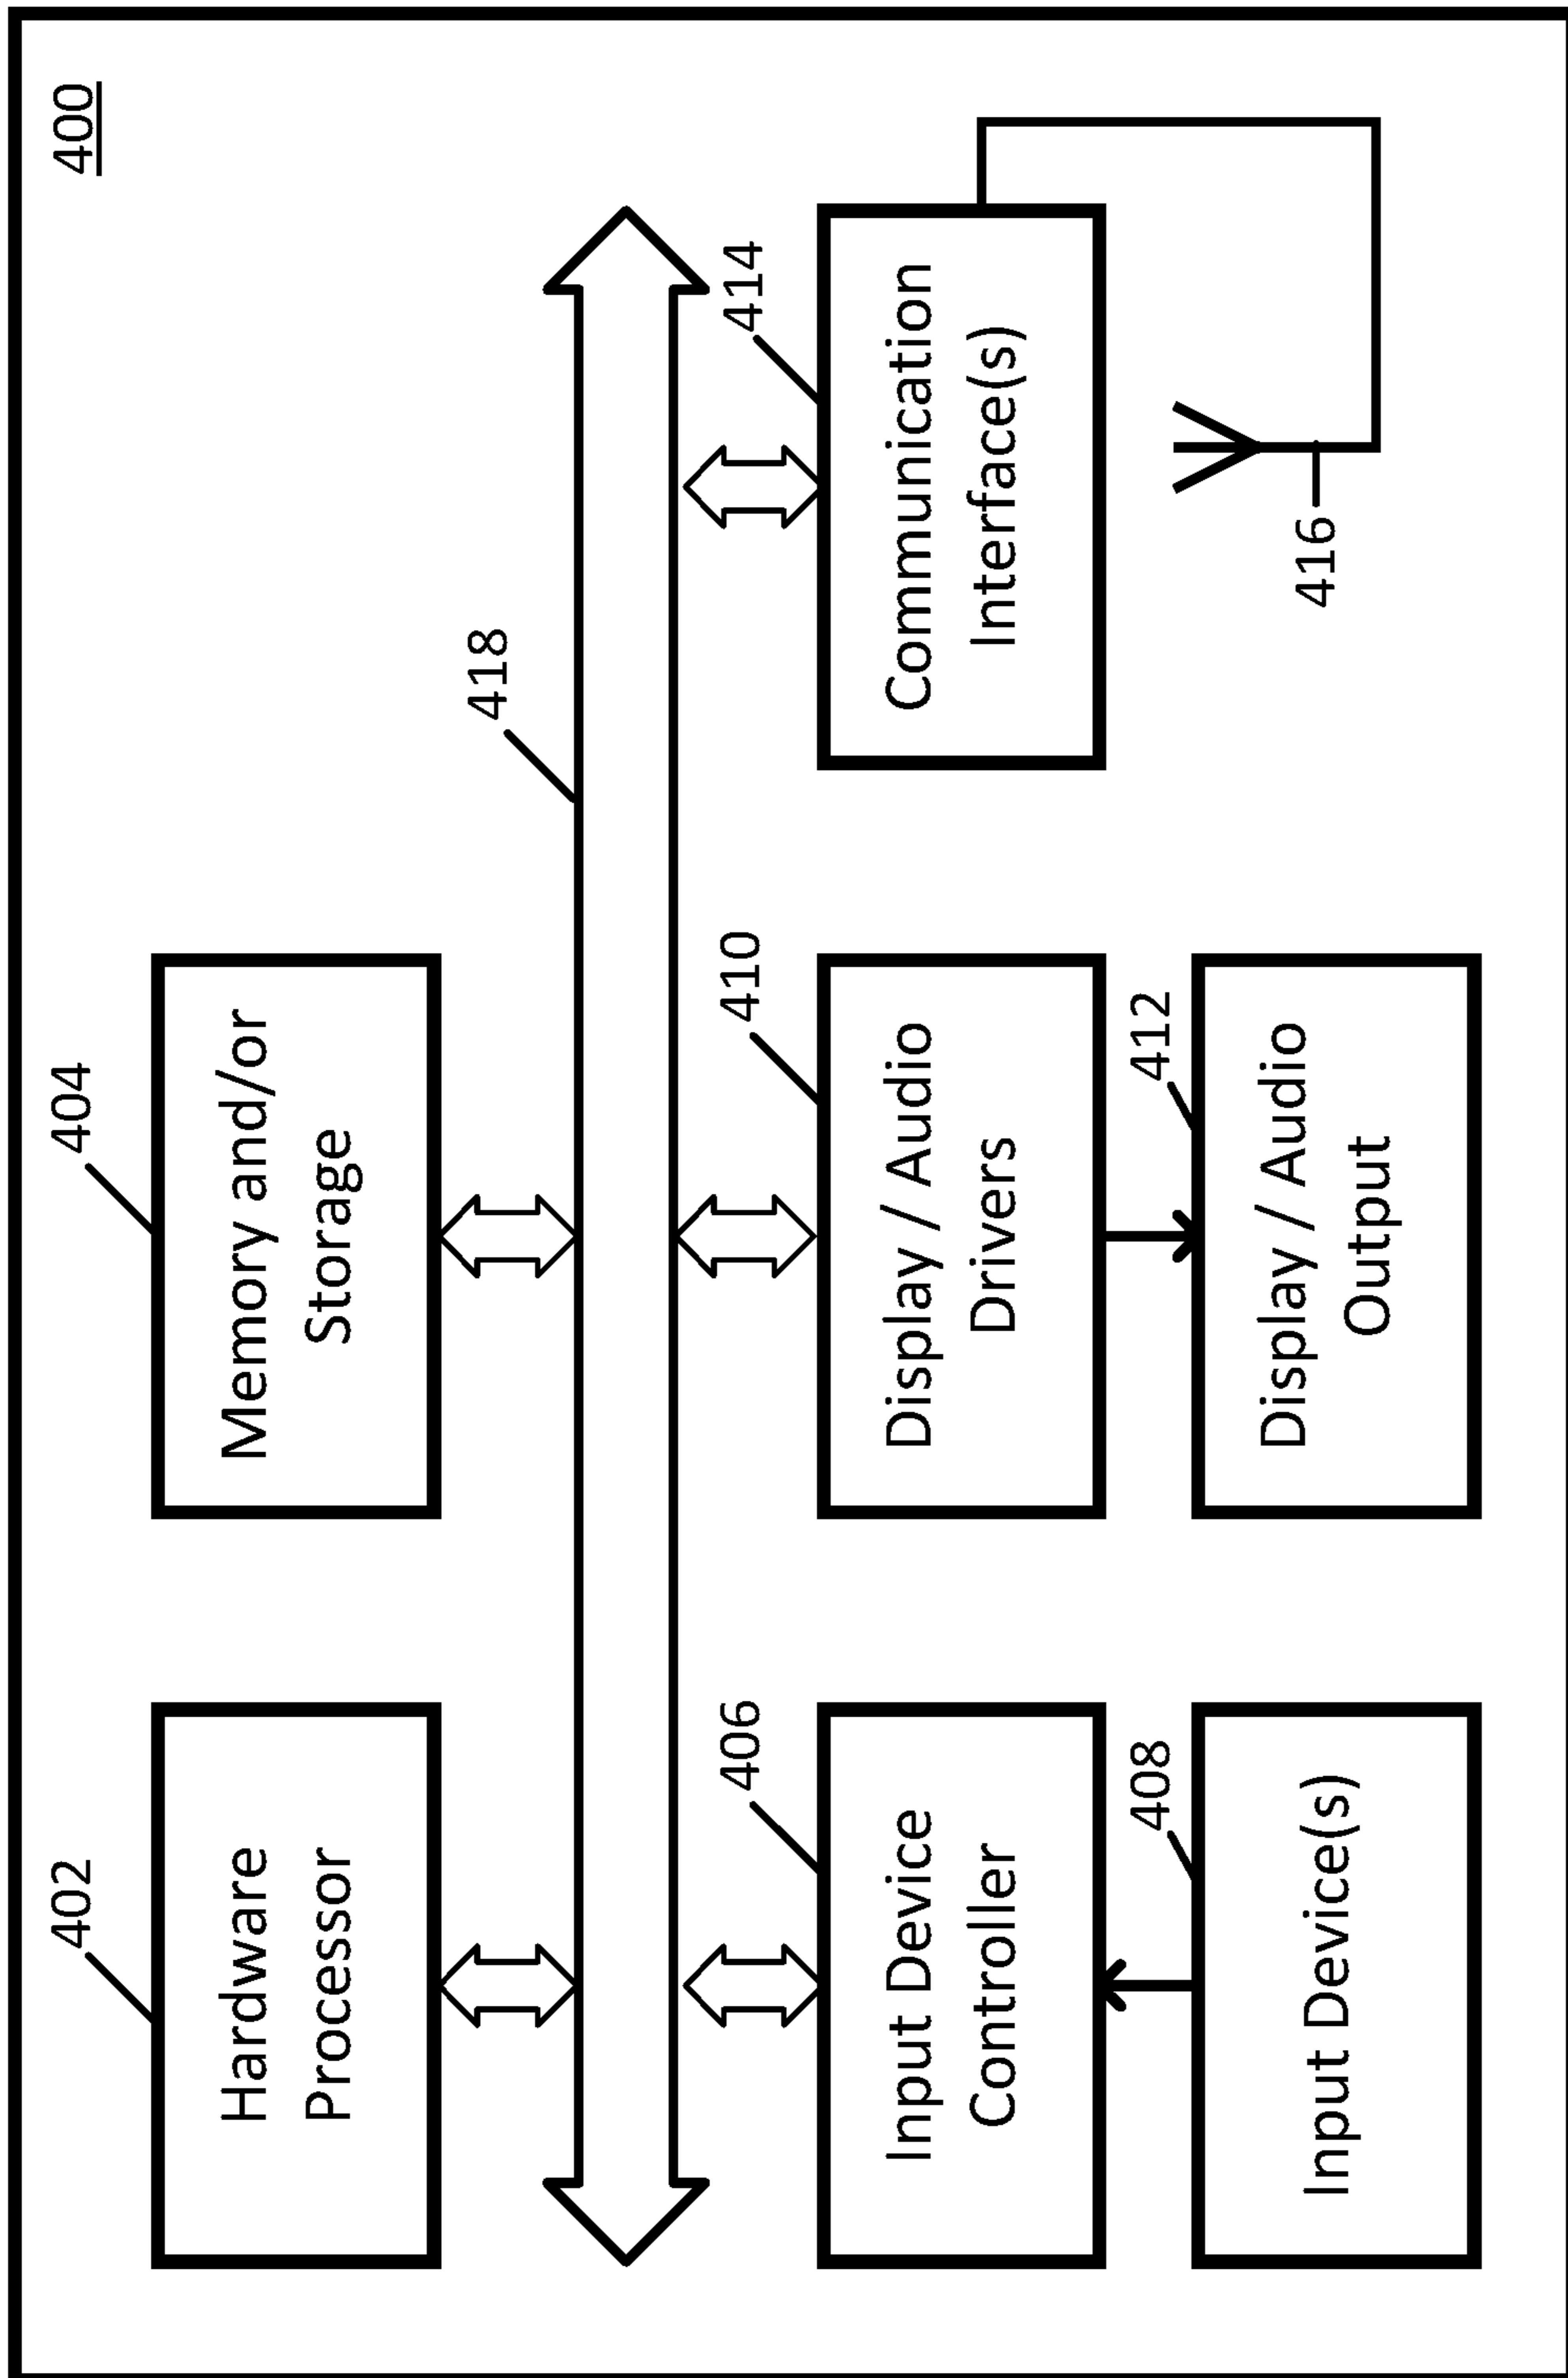 400
402
Hardware
Processor
404
Memory and/or
Storage
418
406
Input Device
Controller
410
Display / Audio
Drivers
414
Communication
Interface(s)
408
Input Device(s)
412
Display / Audio
Output
416